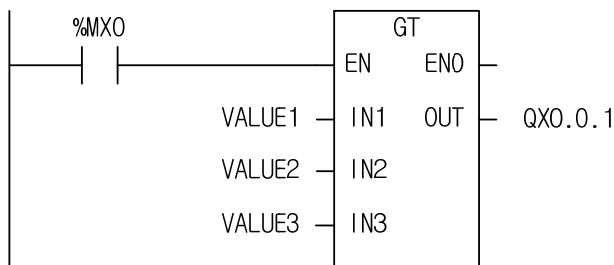 %MX0
GT
EN ENO
VALUE1 IN1 OUT QX0.0.1
VALUE2 IN2
VALUE3 IN3